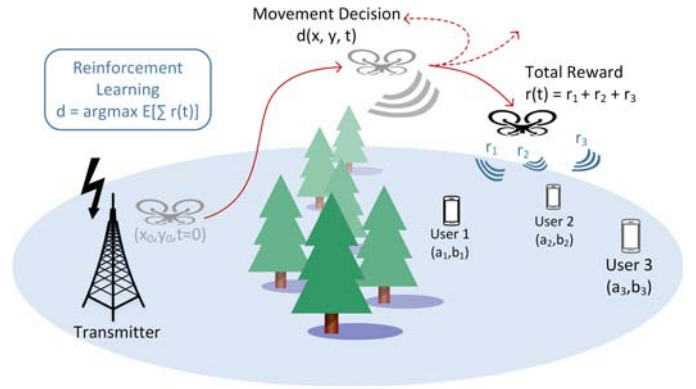 Movement Decision
d(x, y, t)
Reinforcement
Learning
d = argmax E[∑ r(t)]
Total Reward
r(t) = r₁ + r₂ + r₃
r₁
r₂
r₃
(x₀,y₀,t=0)
User 1
(a₁,b₁)
User 2
(a₂,b₂)
User 3
(a₃,b₃)
Transmitter